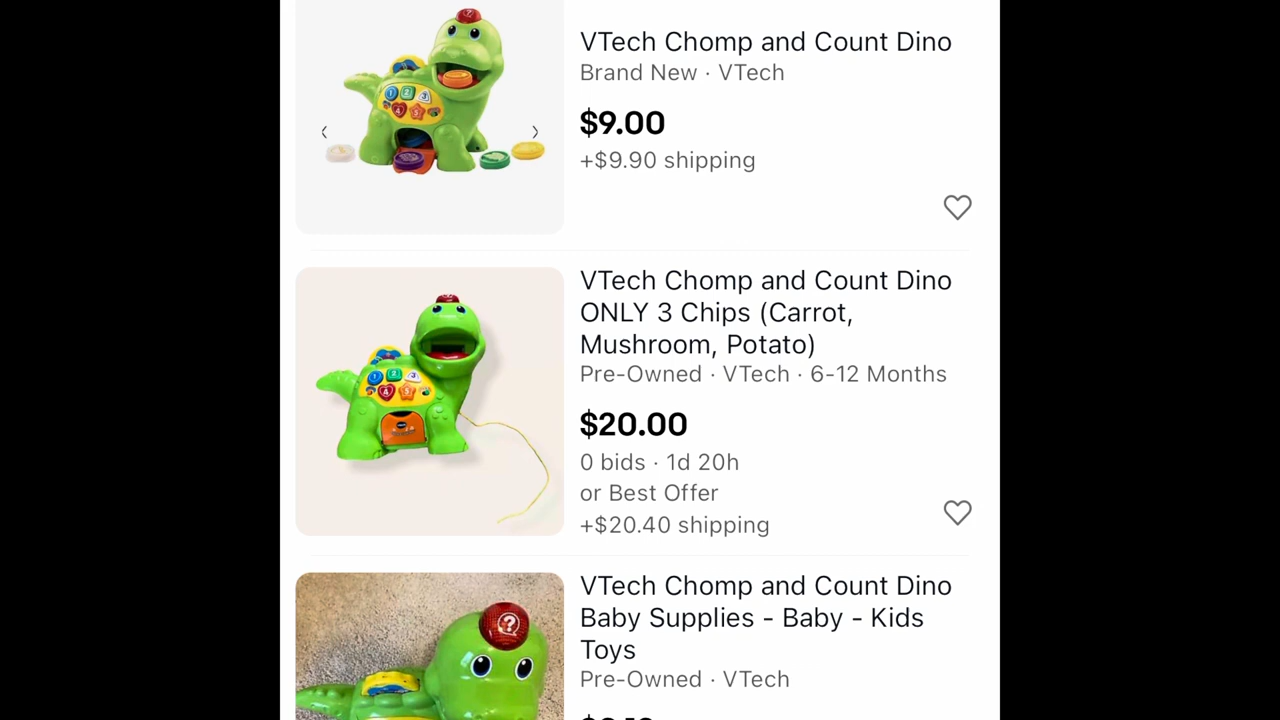 VTech Chomp and Count Dino
Brand New · VTech
$9.00
+$9.90 shipping
VTech Chomp and Count Dino
ONLY 3 Chips (Carrot,
Mushroom, Potato)
Pre-Owned · VTech · 6-12 Months
$20.00
0 bids · 1d 20h
or Best Offer
+$20.40 shipping
VTech Chomp and Count Dino
Baby Supplies - Baby - Kids
Toys
Pre-Owned · VTech